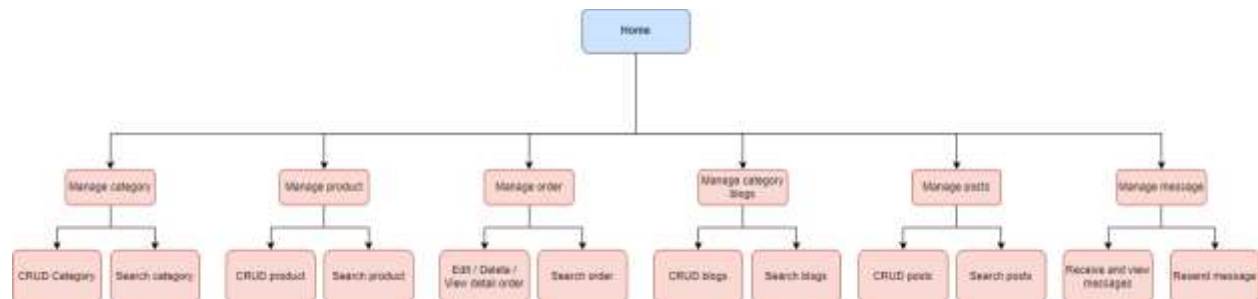 Home
Manage category
Manage product
Manage order
Manage category
blogs
Manage posts
Manage message
CRUD Category
Search category
CRUD product
Search product
Edit / Delete /
View detail order
Search order
CRUD blogs
Search blogs
CRUD posts
Search posts
Receive and view
messages
Resend message